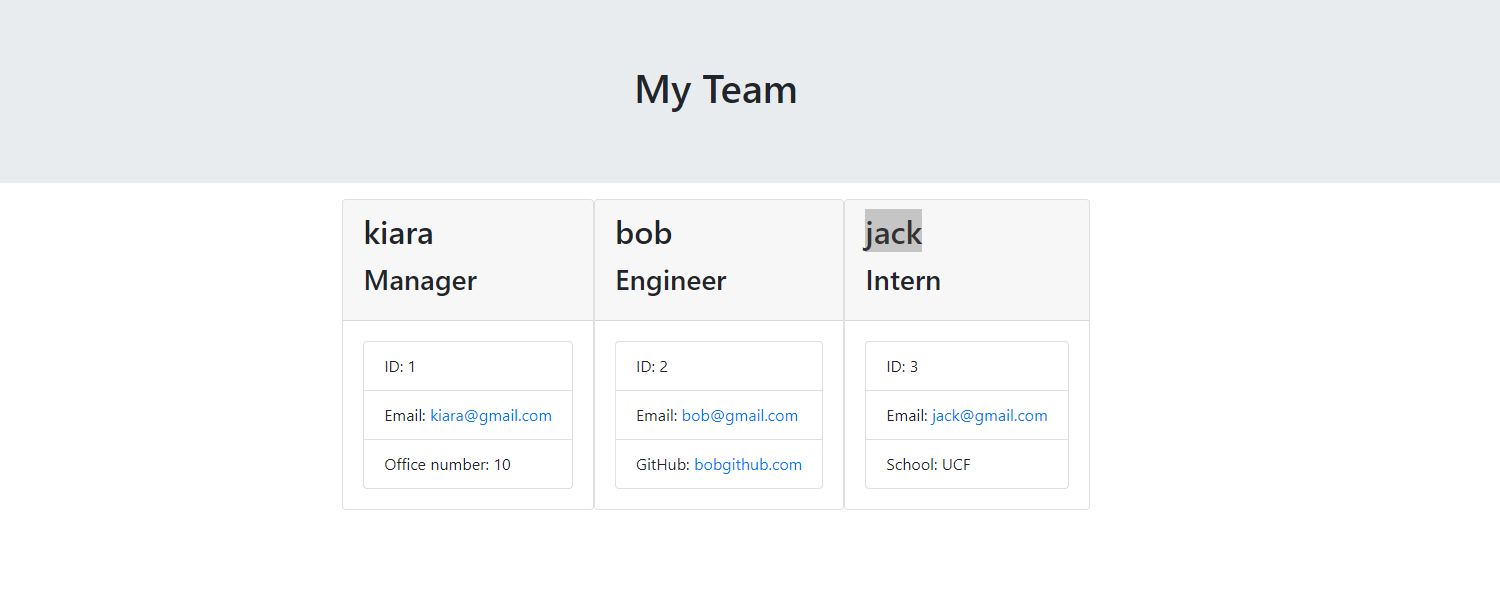 My Team
kiara
Manager
ID: 1
Email: kiara@gmail.com
Office number: 10
bob
Engineer
ID: 2
Email: bob@gmail.com
GitHub: bobgithub.com
jack
Intern
ID: 3
Email: jack@gmail.com
School: UCF